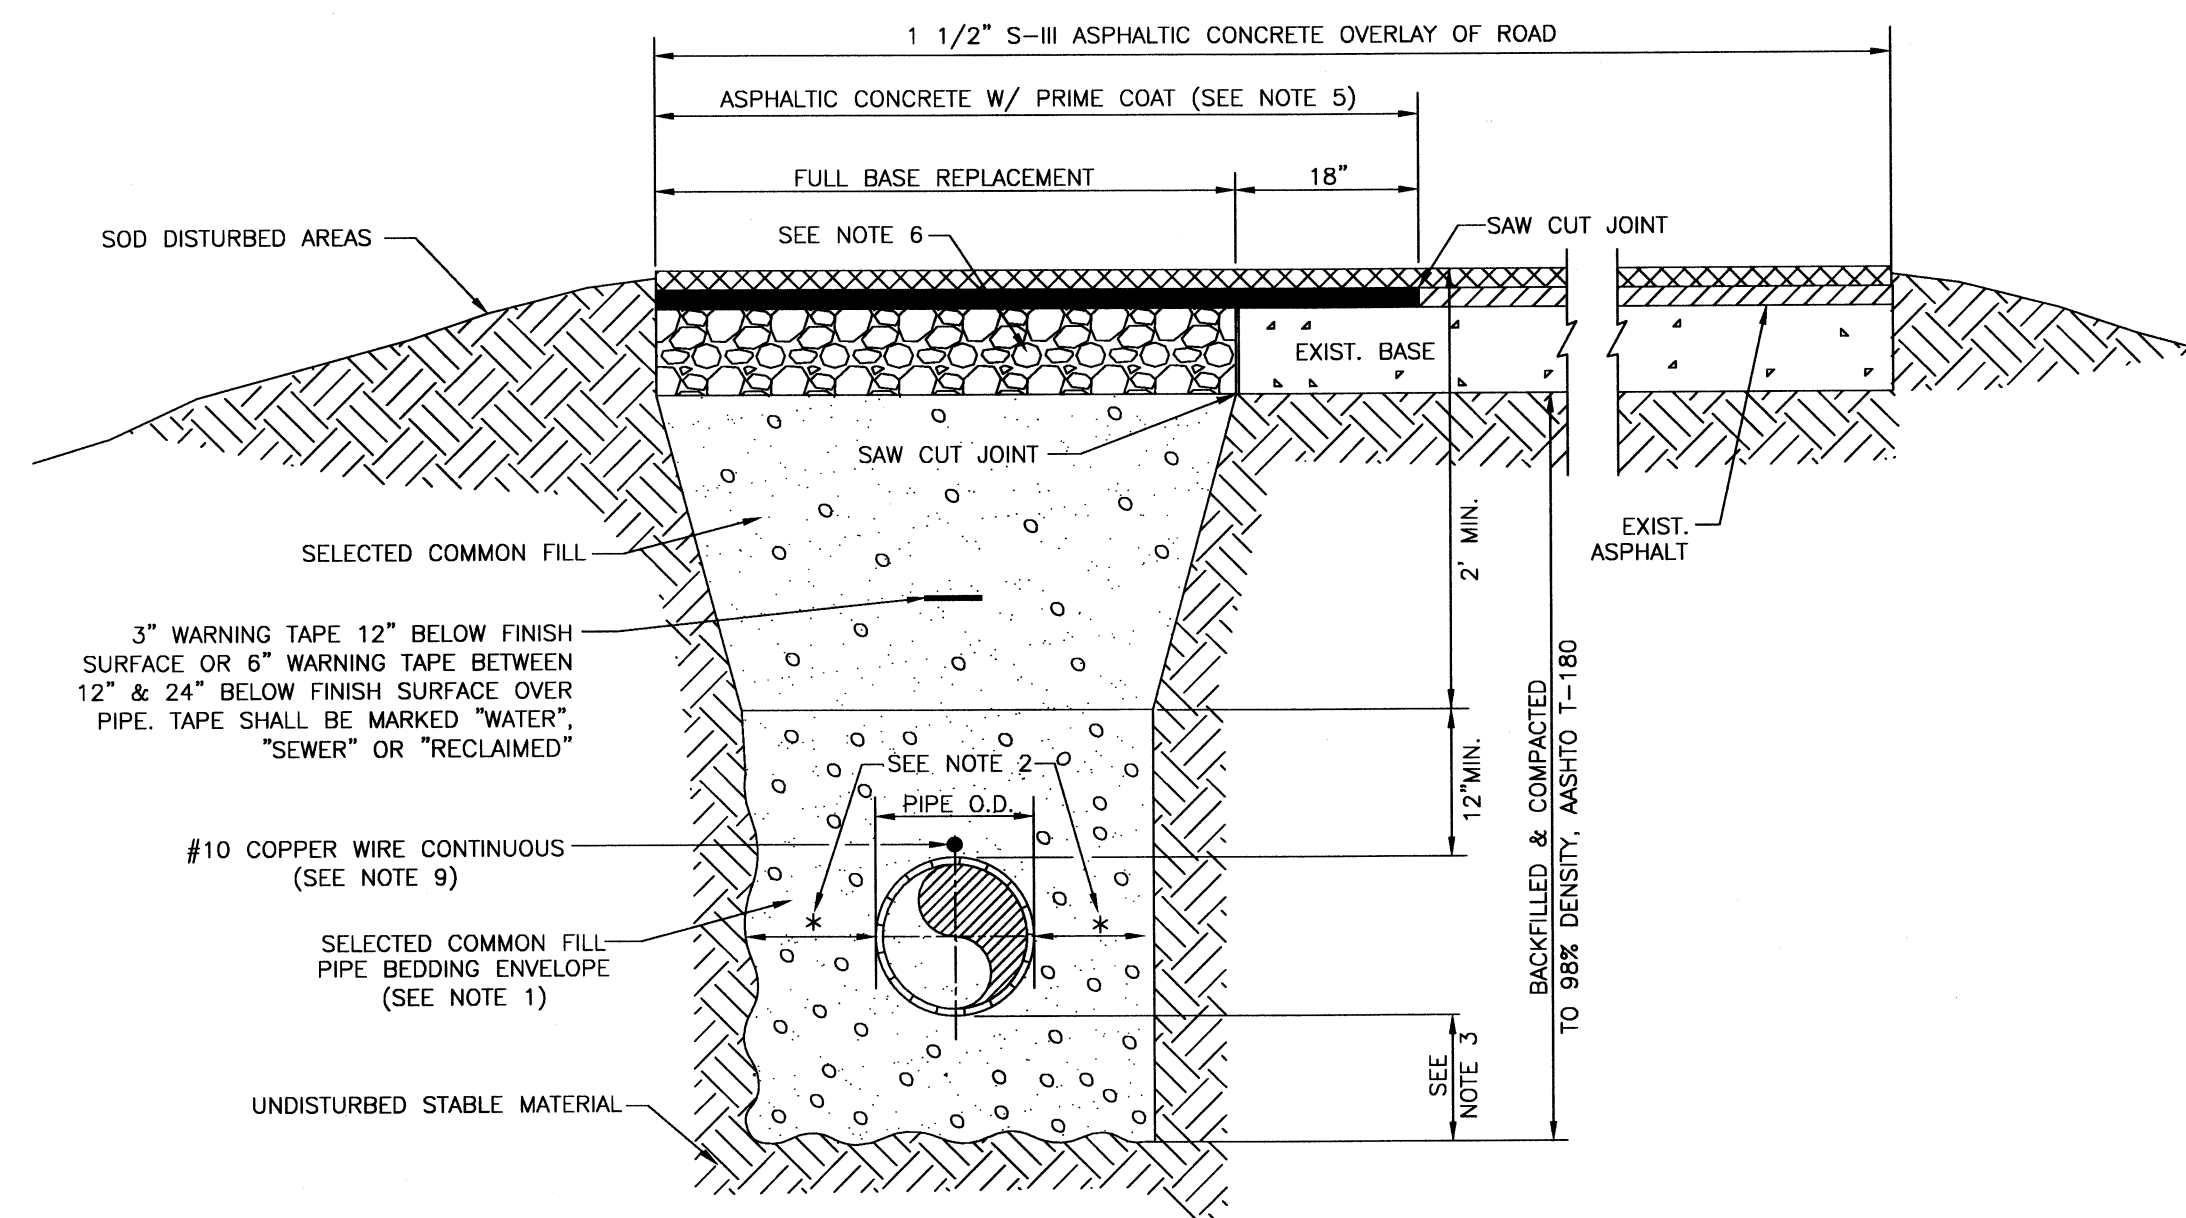 1 1/2" S-III ASPHALTIC CONCRETE OVERLAY OF ROAD
ASPHALTIC CONCRETE W/ PRIME COAT (SEE NOTE 5)
FULL BASE REPLACEMENT
18"
SOD DISTURBED AREAS
SEE NOTE 6
SAW CUT JOINT
EXIST. BASE
SAW CUT JOINT
SELECTED COMMON FILL
EXIST.
ASPHALT
2' MIN.
3" WARNING TAPE 12" BELOW FINISH
SURFACE OR 6" WARNING TAPE BETWEEN
12" & 24" BELOW FINISH SURFACE OVER
PIPE. TAPE SHALL BE MARKED "WATER",
"SEWER" OR "RECLAIMED"
SEE NOTE 2
PIPE O.D.
12"MIN.
BACKFILLED & COMPACTED
TO 98% DENSITY, AASHTO T-180
#10 COPPER WIRE CONTINUOUS
(SEE NOTE 9)
SELECTED COMMON FILL
PIPE BEDDING ENVELOPE
(SEE NOTE 1)
SEE
NOTE 3
UNDISTURBED STABLE MATERIAL